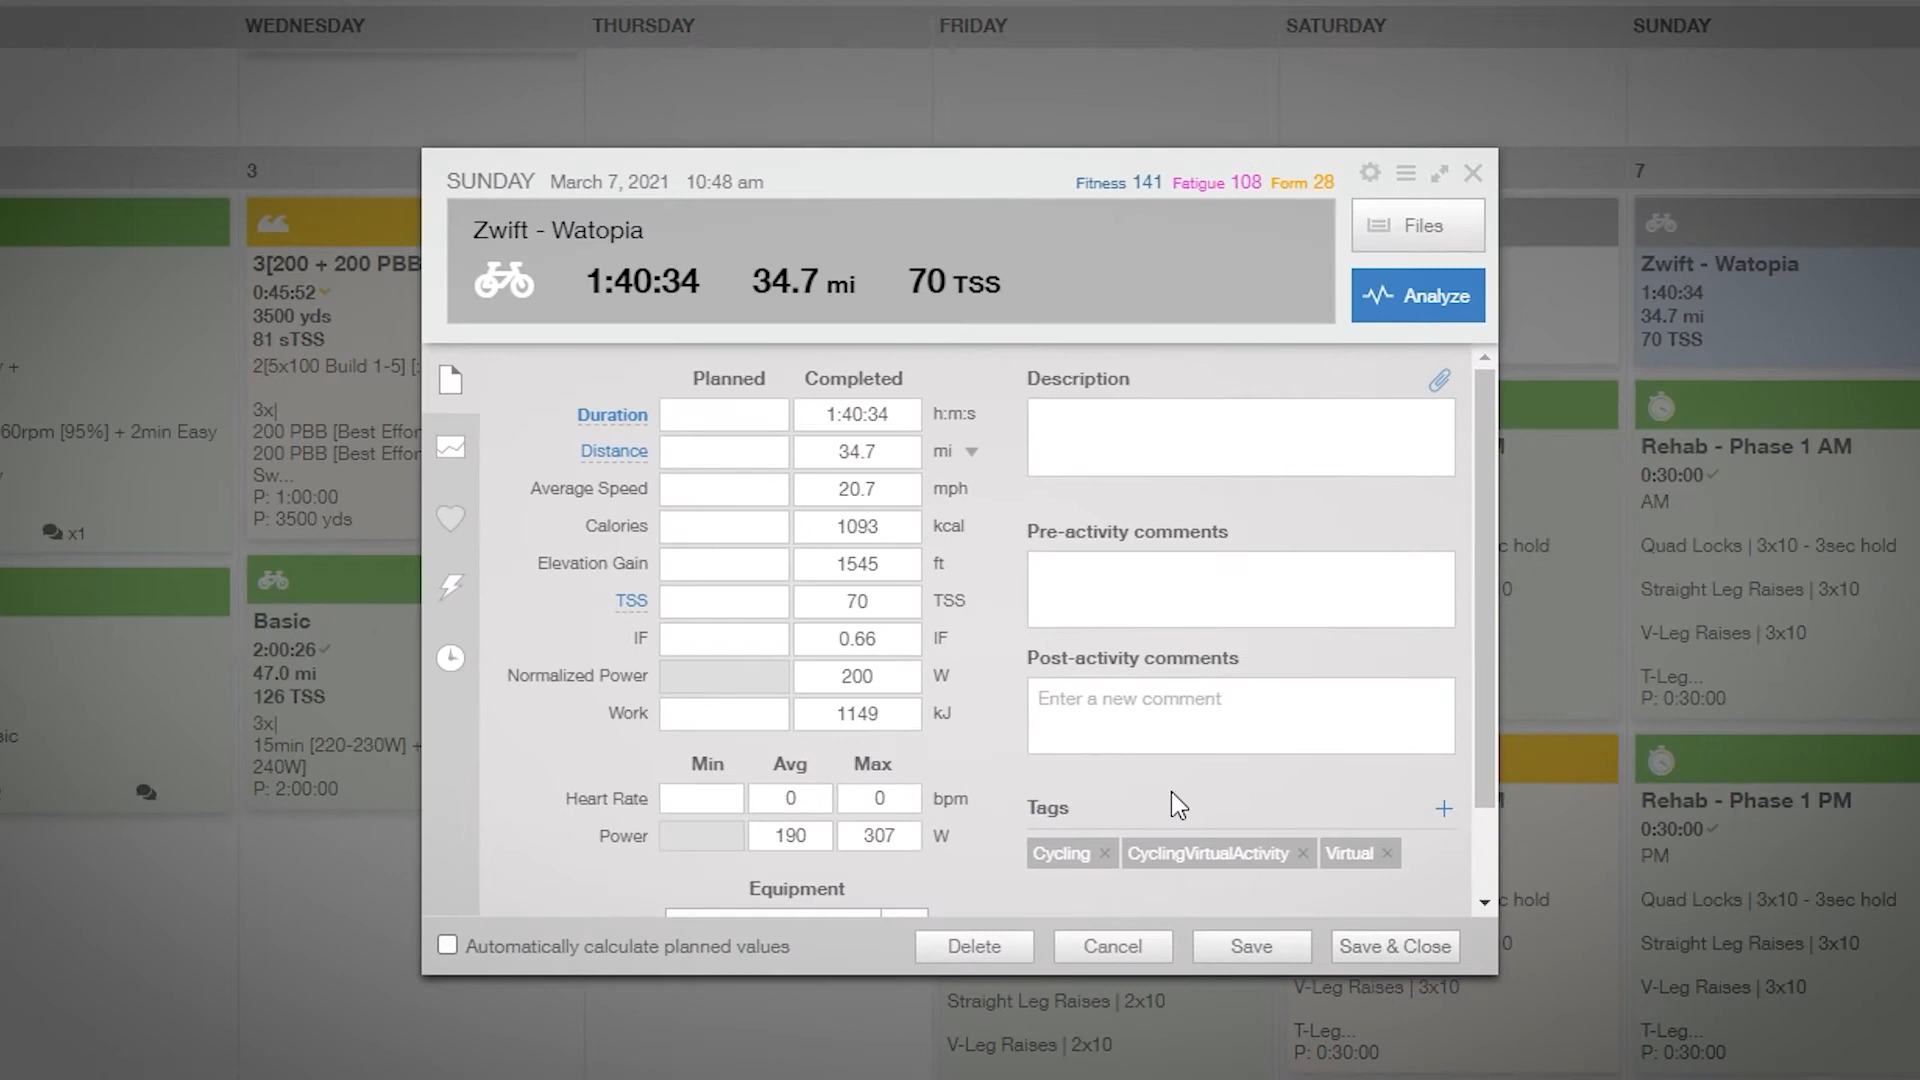 WEDNESDAY
THURSDAY
FRIDAY
SATURDAY
SUNDAY
3
7
60rpm [95%] + 2min Easy
x1
3[200 + 200 PBB
0:45:52
3500 yds
81 sTSS
2[5x100 Build 1-5] [:
3x|
200 PBB [Best Effor
200 PBB [Best Effor
Sw...
P: 1:00:00
P: 3500 yds
Basic
2:00:26
47.0 mi
126 TSS
3x|
15min [220-230W] +
240W]
P: 2:00:00
SUNDAY March 7, 2021 10:48 am
Fitness 141 Fatigue 108 Form 28
Zwift - Watopia
1:40:34 34.7 mi 70 TSS
Files
Analyze
Planned Completed
Duration 1:40:34 h:m:s
Distance 34.7 mi
Average Speed 20.7 mph
Calories 1093 kcal
Elevation Gain 1545 ft
TSS 70 TSS
IF 0.66 IF
Normalized Power 200 W
Work 1149 kJ
Min Avg Max
Heart Rate 0 0 bpm
Power 190 307 W
Equipment
Description
Pre-activity comments
Post-activity comments
Enter a new comment
Tags
Cycling CyclingVirtualActivity Virtual
Automatically calculate planned values
Delete
Cancel
Save
Save & Close
Straight Leg Raises | 2x10
V-Leg Raises | 2x10
c hold
0
c hold
0
V-Leg Raises | 3x10
T-Leg...
P: 0:30:00
Zwift - Watopia
1:40:34
34.7 mi
70 TSS
Rehab - Phase 1 AM
0:30:00
AM
Quad Locks | 3x10 - 3sec hold
Straight Leg Raises | 3x10
V-Leg Raises | 3x10
T-Leg...
P: 0:30:00
Rehab - Phase 1 PM
0:30:00
PM
Quad Locks | 3x10 - 3sec hold
Straight Leg Raises | 3x10
V-Leg Raises | 3x10
T-Leg...
P: 0:30:00